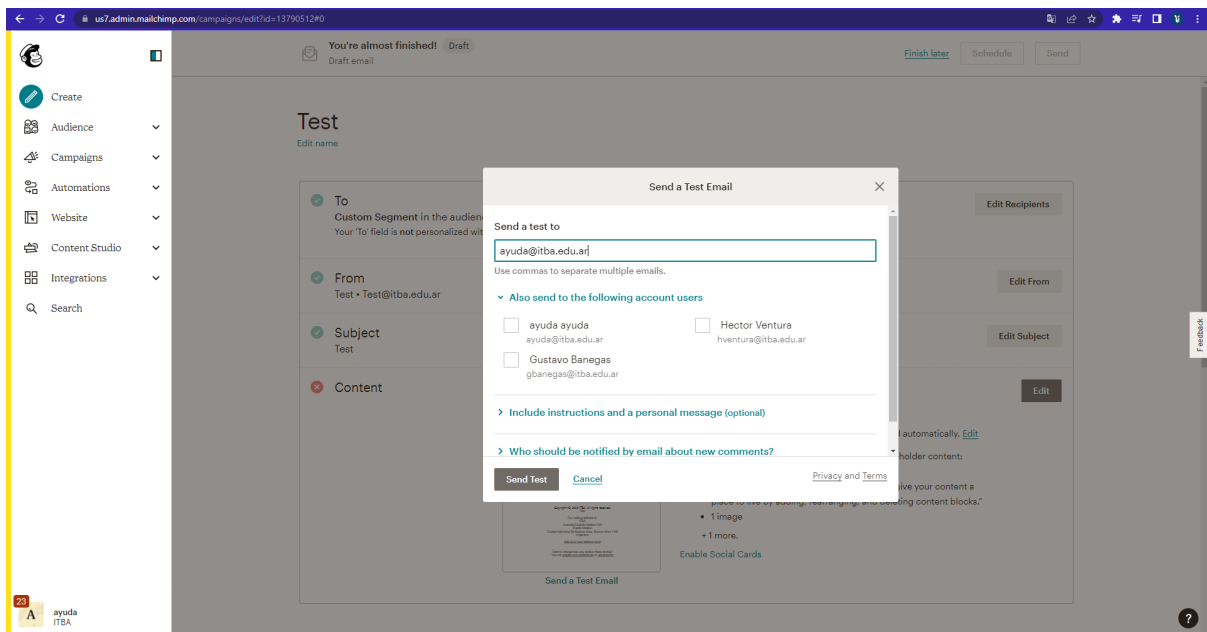 us7.admin.mailchimp.com/campaigns/edit?id=13790512#0
You're almost finished! Draft
Draft email
Finish later
Schedule
Send
Create
Audience
Campaigns
Automations
Website
Content Studio
Integrations
Search
Test
Edit name
To
Custom Segment in the audien
Your 'To' field is not personalized wit
Edit Recipients
From
Test • Test@itba.edu.ar
Edit From
Subject
Test
Edit Subject
Content
Edit
Send a Test Email
Send a test to
ayuda@itba.edu.ar
Use commas to separate multiple emails.
Also send to the following account users
ayuda ayuda
ayuda@itba.edu.ar
Hector Ventura
hventura@itba.edu.ar
Gustavo Banegas
gbanegas@itba.edu.ar
Include instructions and a personal message (optional)
Who should be notified by email about new comments?
Send Test
Cancel
Privacy and Terms
d automatically. Edit
holder content:
give your content a
place to live by adding, rearranging, and deleting content blocks."
• 1 image
+ 1 more.
Enable Social Cards
Send a Test Email
Feedback
23
A
ayuda
ITBA
?